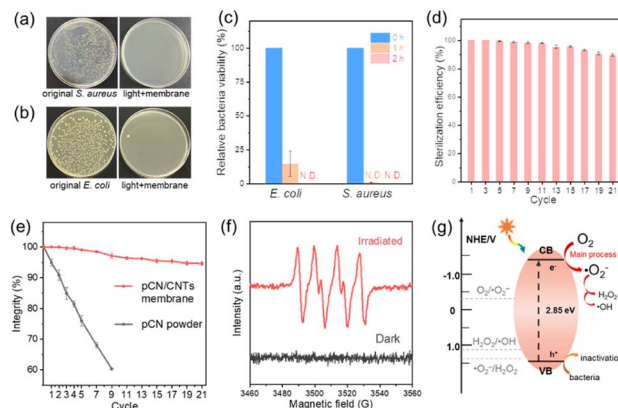 (a)
original S. aureus light+membrane
(b)
original E. coli light+membrane
(c)
Relative bacteria viability (%)
100
75
50
25
0
0 h
1 h
2 h
N.D.
N.D. N.D.
E. coli S. aureus
(d)
Sterilization efficiency (%)
100
80
60
40
20
0
1 3 5 7 9 11 13 15 17 19 21
Cycle
(e)
Integrity (%)
100
90
80
70
60
pCN/CNTs
membrane
pCN powder
1 2 3 4 5 7 9 11 13 15 17 19 21
Cycle
(f)
Intensity (a.u.)
Irradiated
Dark
3460 3480 3500 3520 3540 3560
Magnetic field (G)
(g)
NHE/V
CB
O₂
Main process
e⁻
•O₂⁻
-1.0
O₂/•O₂⁻
H₂O₂
•OH
0
2.85 eV
H₂O₂/•OH
1.0
h⁺
inactivation
•O₂⁻/H₂O₂
VB
bacteria